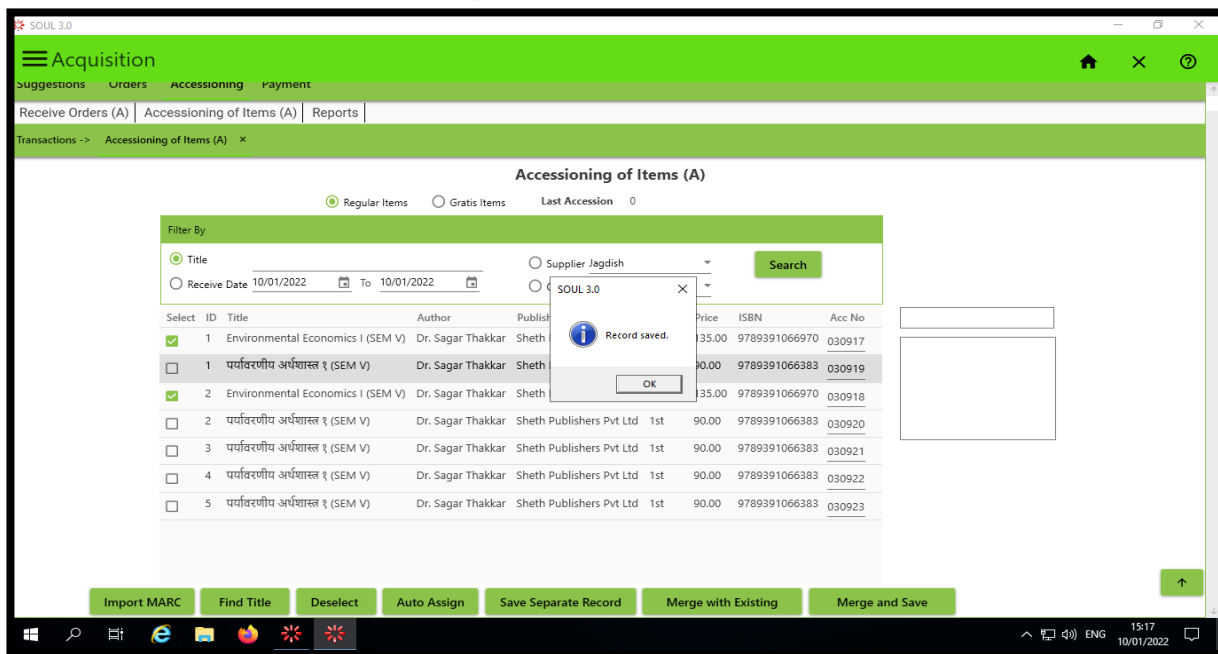 SOUL 3.0
Acquisition
Suggestions Orders Accessioning Payment
Receive Orders (A) Accessioning of Items (A) Reports
Transactions -> Accessioning of Items (A) ×
Accessioning of Items (A)
Regular Items Gratis Items Last Accession 0
Filter By
Title
Supplier Jagdish
Search
Receive Date 10/01/2022 To 10/01/2022
SOUL 3.0
Record saved.
OK
Select ID Title Author Price ISBN Acc No
1 Environmental Economics I (SEM V) Dr. Sagar Thakkar Sheth 135.00 9789391066970 030917
1 पर्यावरणीय अर्थशास्त्र १ (SEM V) Dr. Sagar Thakkar Sheth 90.00 9789391066383 030919
2 Environmental Economics I (SEM V) Dr. Sagar Thakkar Sheth 135.00 9789391066970 030918
2 पर्यावरणीय अर्थशास्त्र १ (SEM V) Dr. Sagar Thakkar Sheth Publishers Pvt Ltd 1st 90.00 9789391066383 030920
3 पर्यावरणीय अर्थशास्त्र १ (SEM V) Dr. Sagar Thakkar Sheth Publishers Pvt Ltd 1st 90.00 9789391066383 030921
4 पर्यावरणीय अर्थशास्त्र १ (SEM V) Dr. Sagar Thakkar Sheth Publishers Pvt Ltd 1st 90.00 9789391066383 030922
5 पर्यावरणीय अर्थशास्त्र १ (SEM V) Dr. Sagar Thakkar Sheth Publishers Pvt Ltd 1st 90.00 9789391066383 030923
Import MARC Find Title Deselect Auto Assign Save Separate Record Merge with Existing Merge and Save
ENG 15:17
10/01/2022